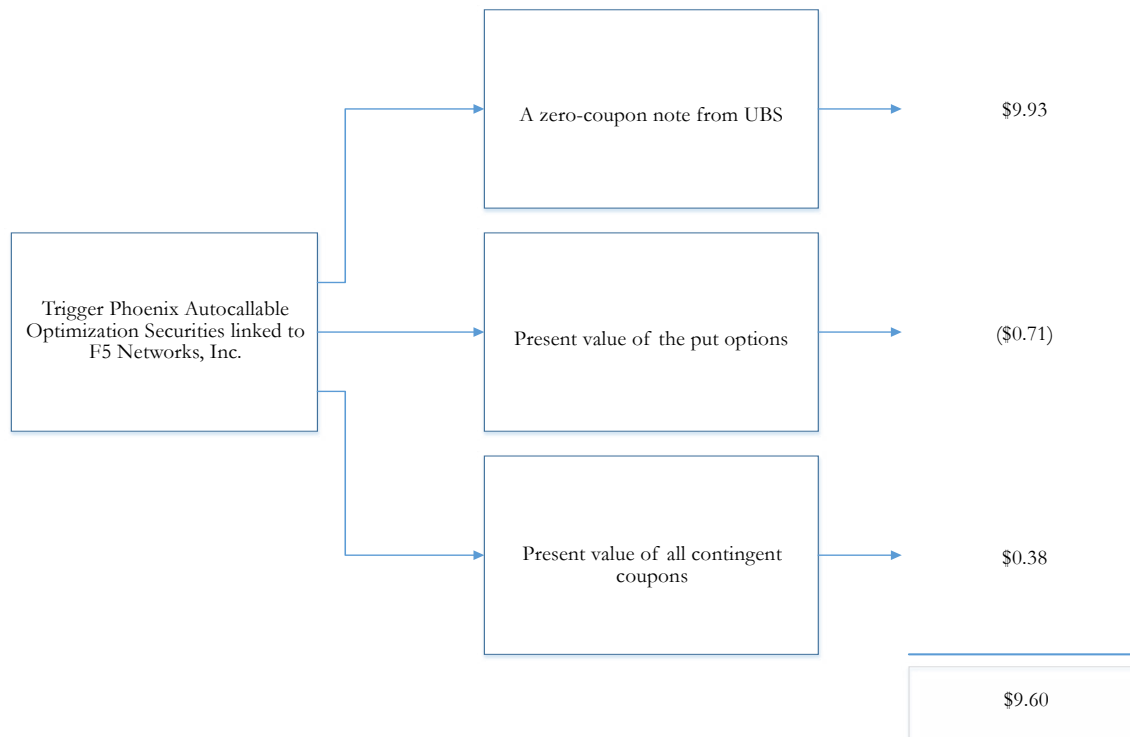 A zero-coupon note from UBS
$9.93
Trigger Phoenix Autocallable
Optimization Securities linked to
F5 Networks, Inc.
Present value of the put options
($0.71)
Present value of all contingent
coupons
$0.38
$9.60